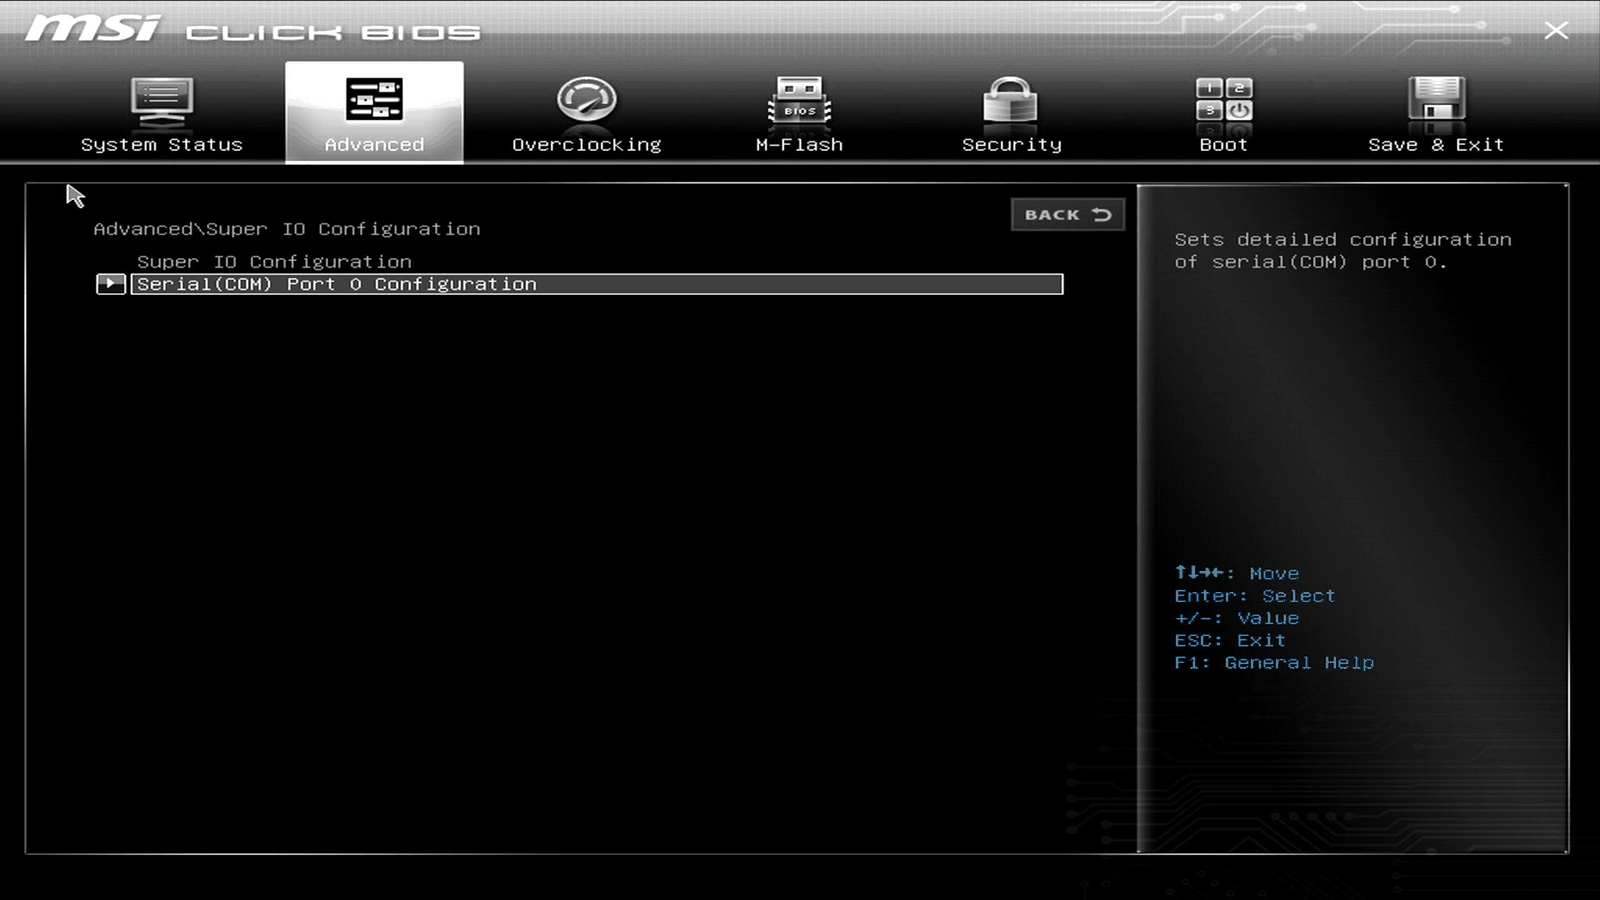 msi CLICK BIOS
System Status
Advanced
Overclocking
BIOS
M-Flash
Security
1 2
3
Boot
Save & Exit
BACK
Advanced\Super IO Configuration
Super IO Configuration
Serial(COM) Port 0 Configuration
Sets detailed configuration
of serial(COM) port 0.
↑↓→←: Move
Enter: Select
+/-: Value
ESC: Exit
F1: General Help